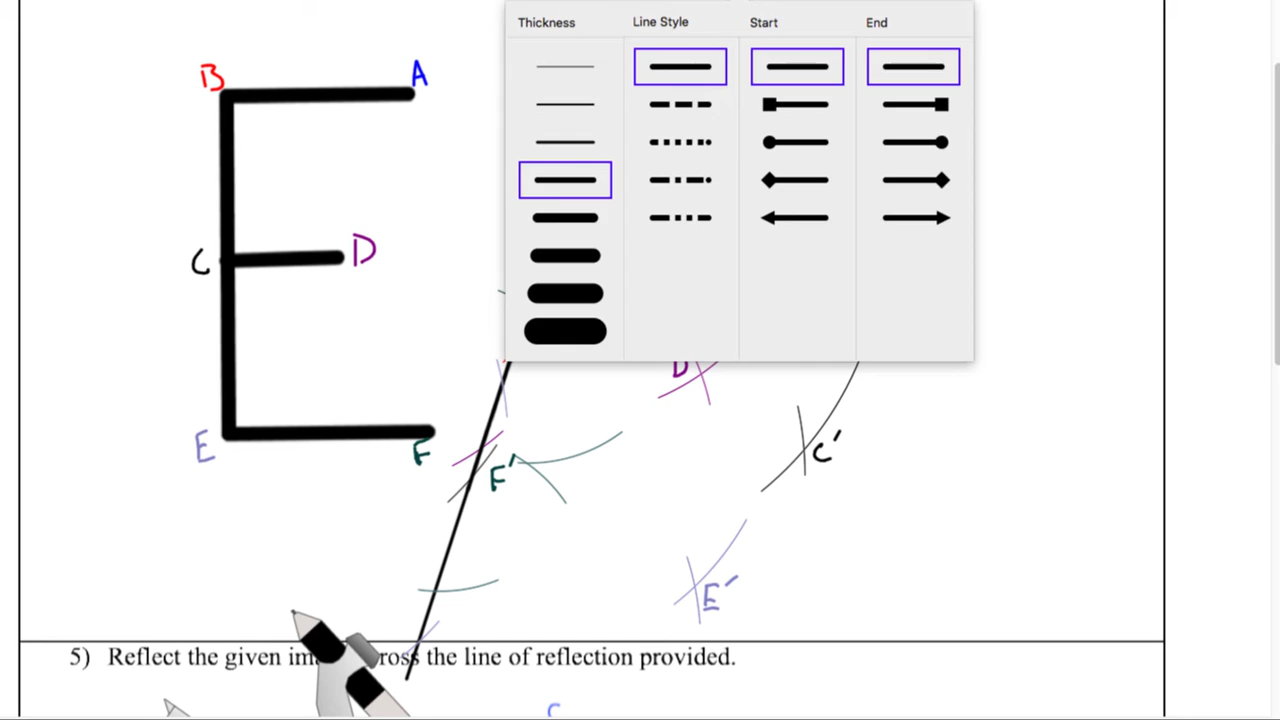 Thickness Line Style Start End
B A
C D
E F
D
F'
C'
E'
5) Reflect the given im ross the line of reflection provided.
C